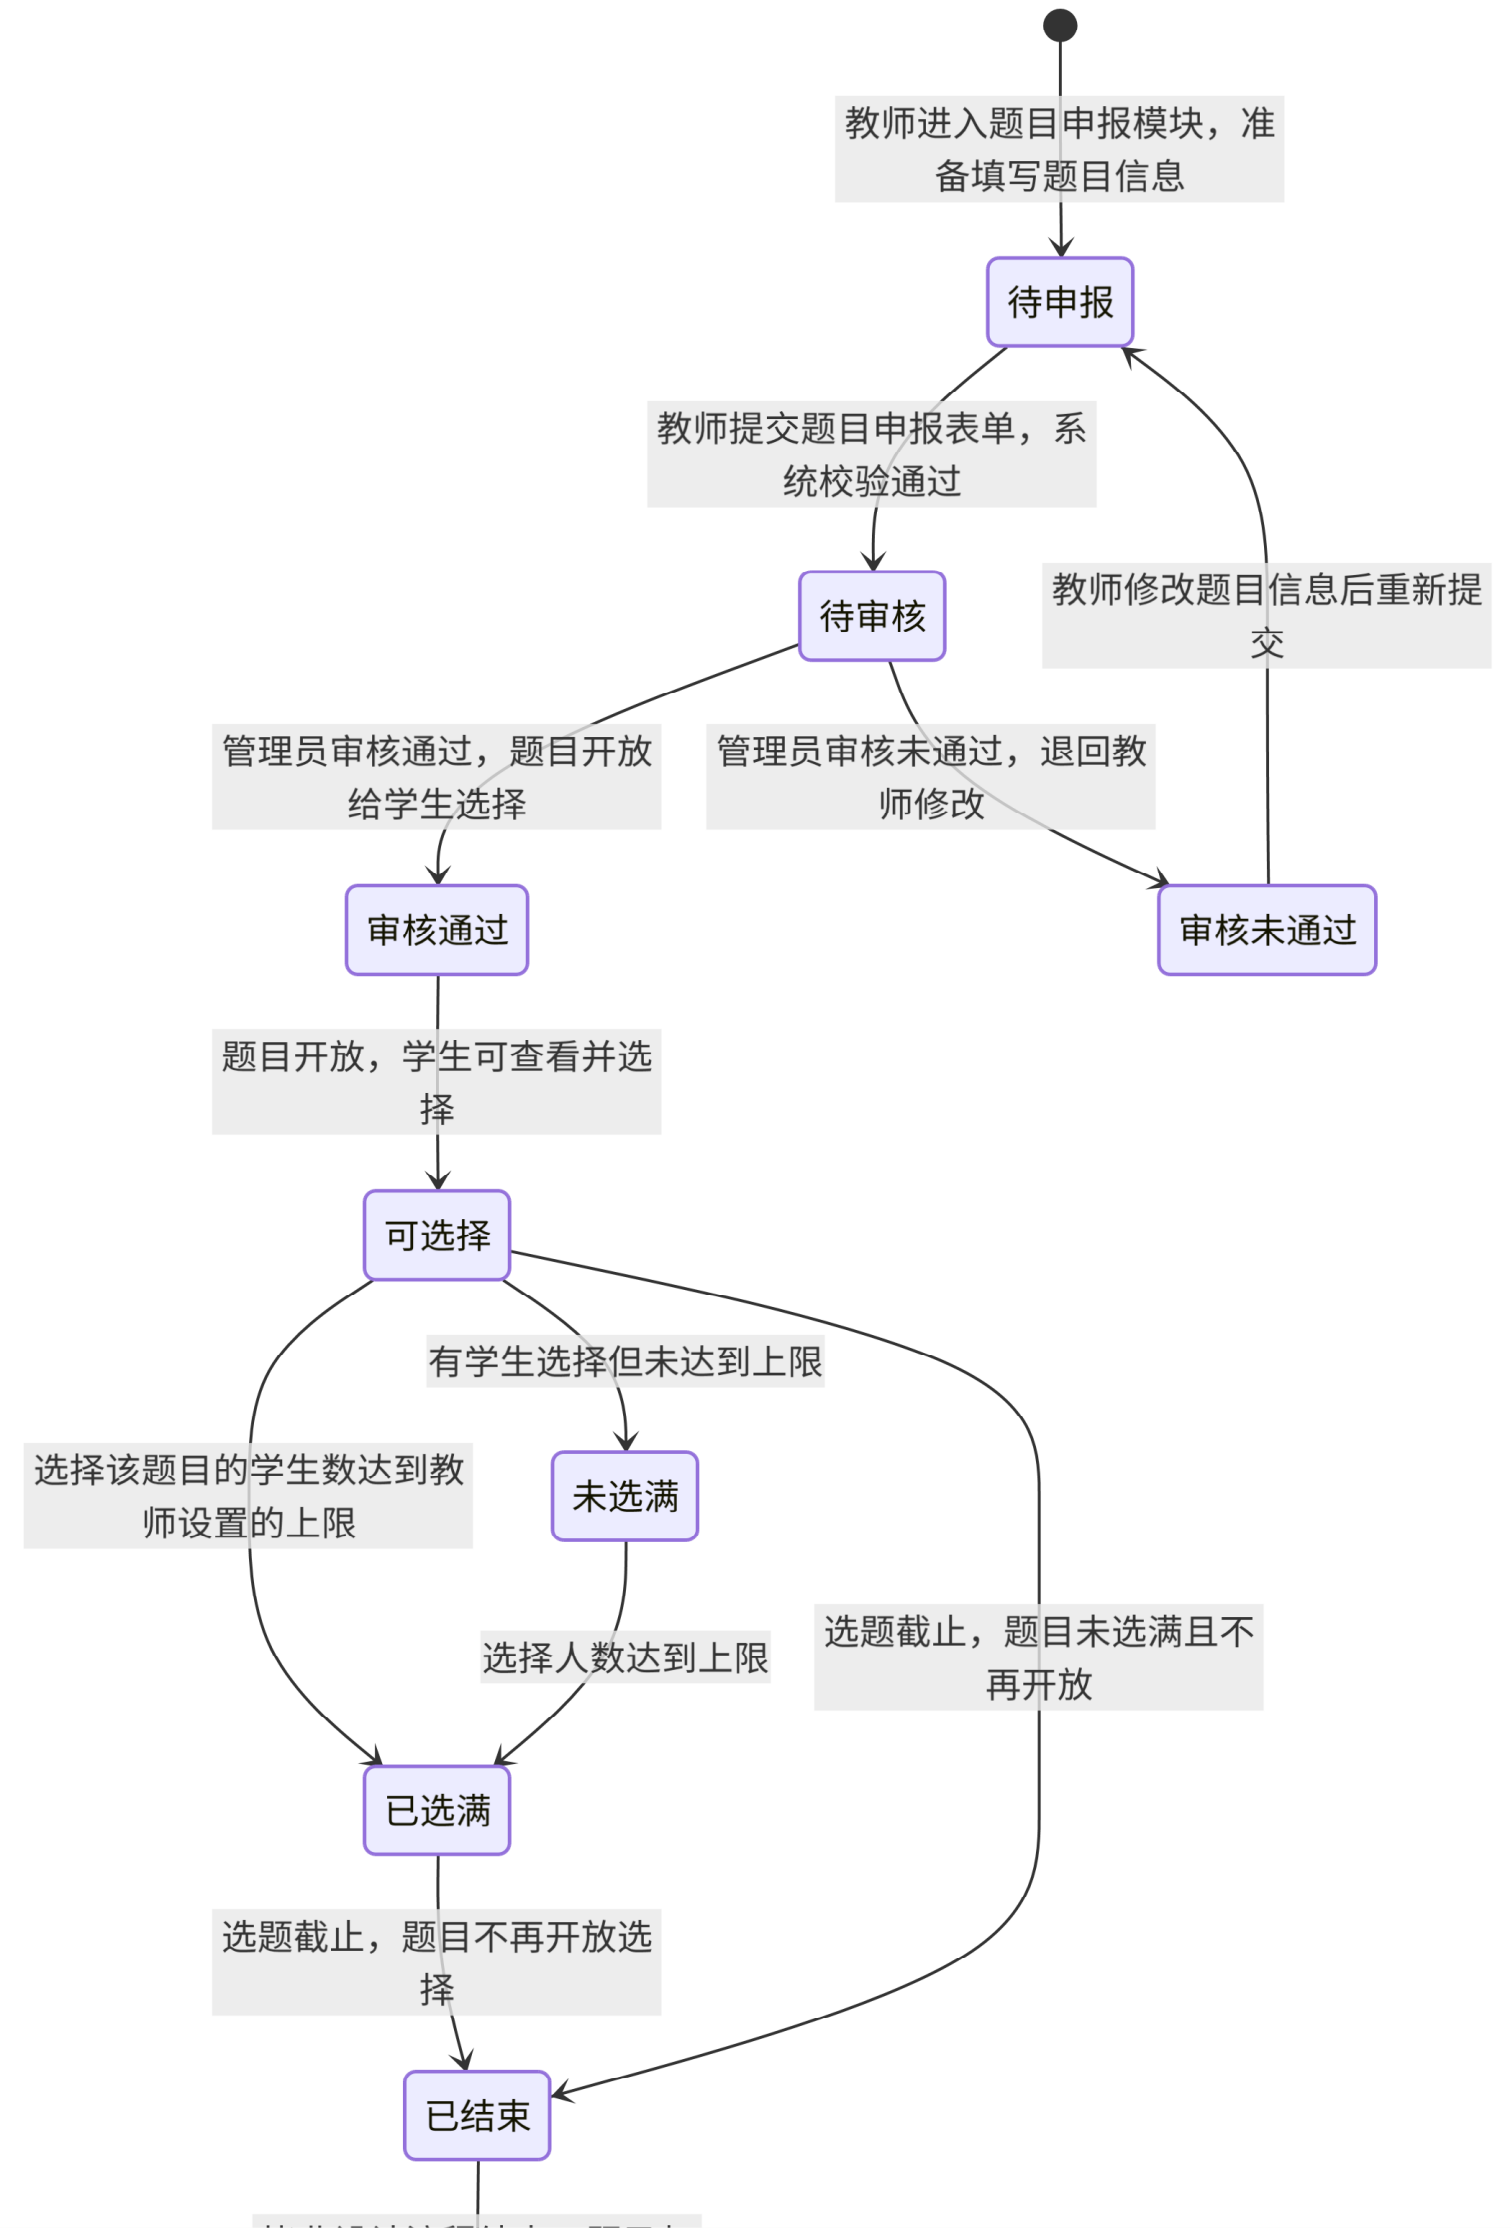 教师进入题目申报模块，准
备填写题目信息
待申报
教师提交题目申报表单，系
统校验通过
教师修改题目信息后重新提
交
待审核
管理员审核通过，题目开放
给学生选择
管理员审核未通过，退回教
师修改
审核通过
审核未通过
题目开放，学生可查看并选
择
可选择
有学生选择但未达到上限
选择该题目的学生数达到教
师设置的上限
未选满
选择人数达到上限
选题截止，题目未选满且不
再开放
已选满
选题截止，题目不再开放选
择
已结束